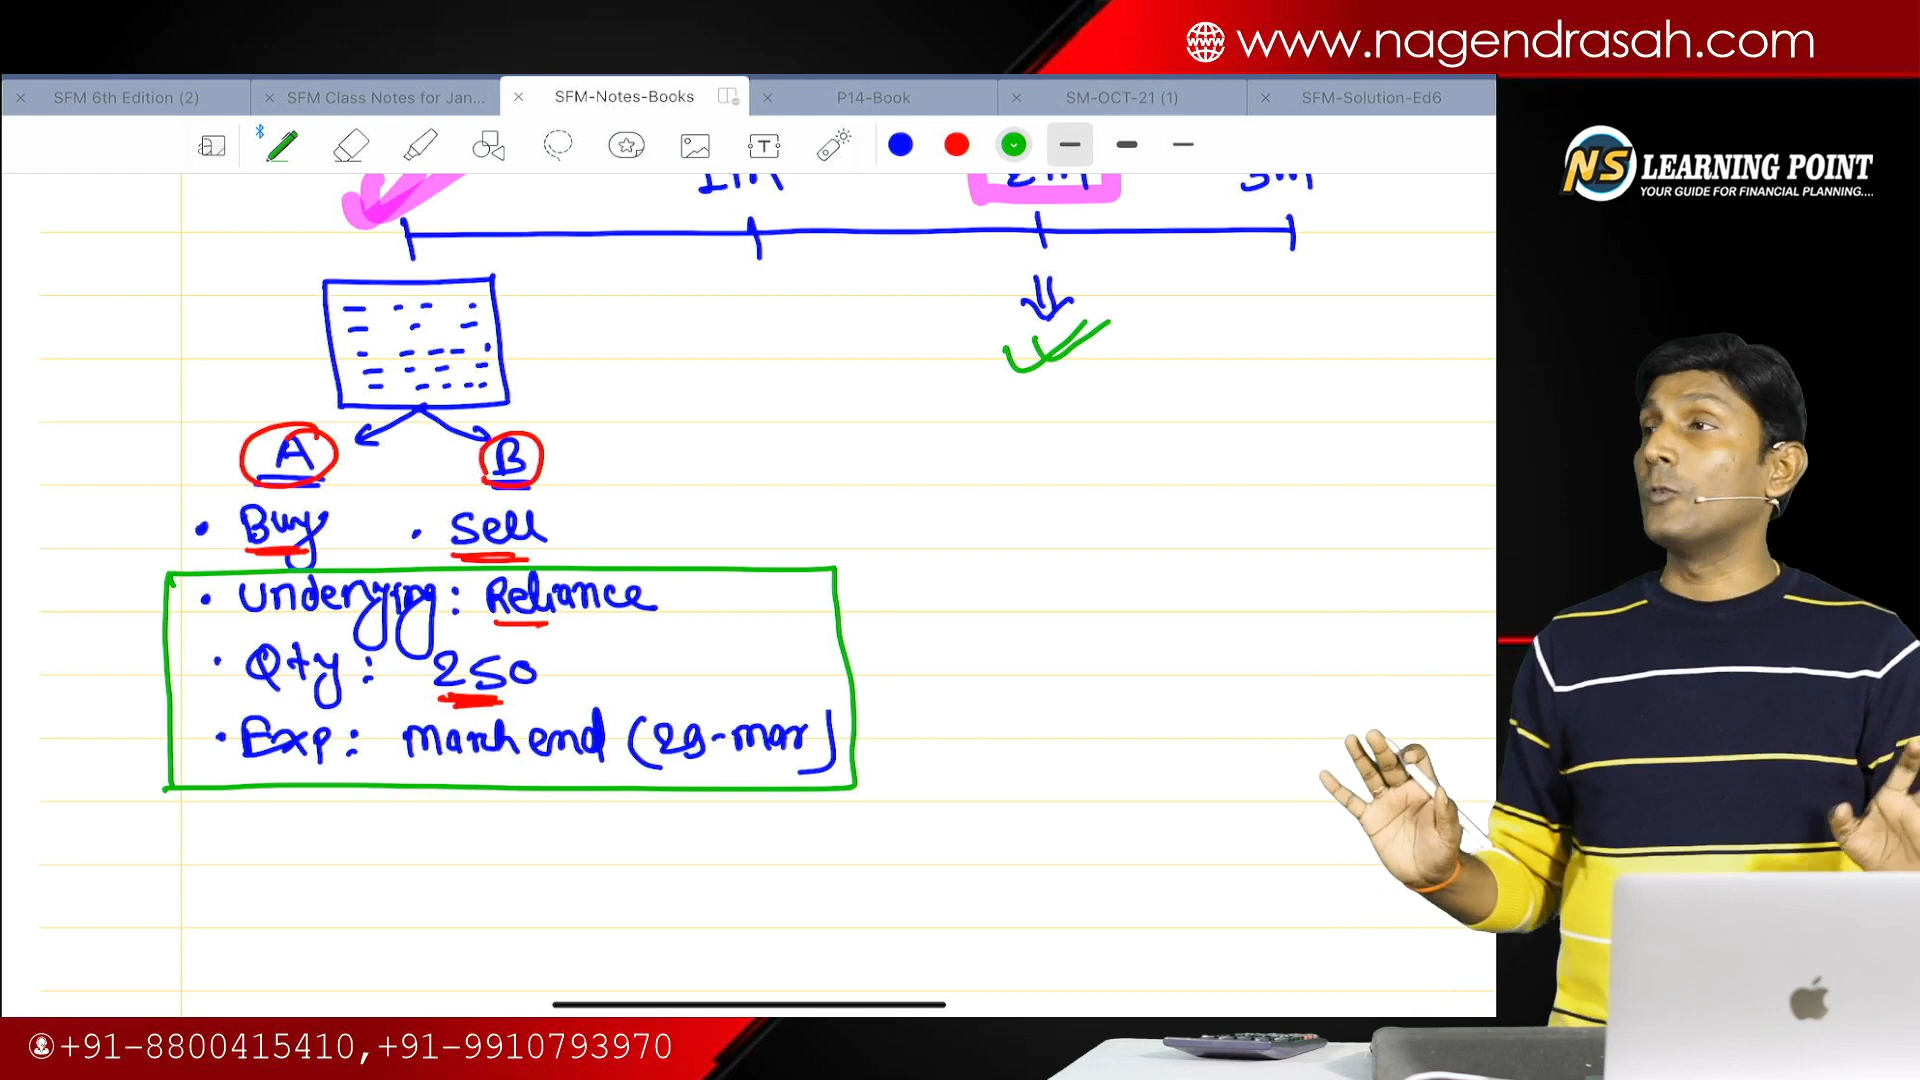 www.nagendrasah.com
SFM 6th Edition (2)
SFM Class Notes for Jan...
SFM-Notes-Books
P14-Book
SM-OCT-21 (1)
SFM-Solution-Ed6
T
NS LEARNING POINT
YOUR GUIDE FOR FINANCIAL PLANNING....
A B
• Buy • Sell
• Underlying : Reliance
• Qty : 250
• Exp : March end (29-mar)
+91-8800415410,+91-9910793970